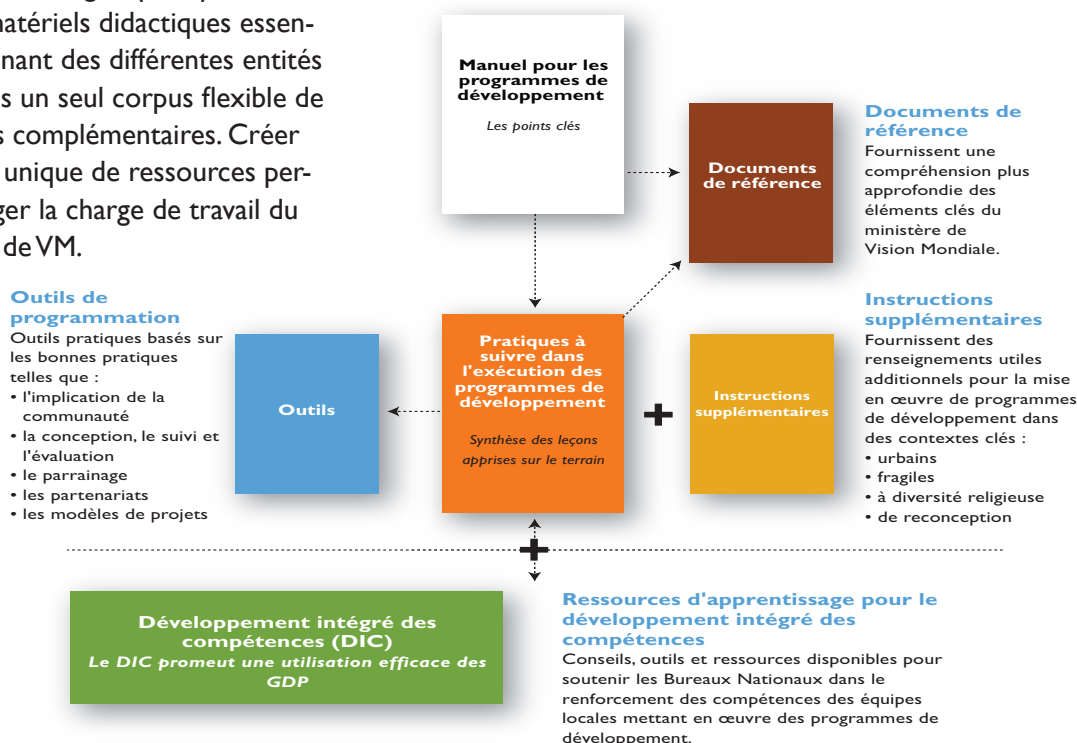 matériels didactiques essen-
nant des différentes entités
s un seul corpus flexible de
s complémentaires. Créer
unique de ressources per-
ger la charge de travail du
de VM.
Manuel pour les
programmes de
développement
Les points clés
Documents
de référence
Documents de
référence
Fournissent une
compréhension plus
approfondie des
éléments clés du
ministère de
Vision Mondiale.
Outils de
programmation
Outils pratiques basés sur
les bonnes pratiques
telles que :
• l'implication de la
communauté
• la conception, le suivi et
l'évaluation
• le parrainage
• les partenariats
• les modèles de projets
Outils
Pratiques à
suivre dans
l'exécution des
programmes de
développement
Synthèse des leçons
apprises sur le terrain
+
Instructions
supplémentaires
Instructions
supplémentaires
Fournissent des
renseignements utiles
additionnels pour la mise
en œuvre de programmes
de développement dans
des contextes clés :
• urbains
• fragiles
• à diversité religieuse
• de reconception
+
Développement intégré des
compétences (DIC)
Le DIC promeut une utilisation efficace des
GDP
Ressources d'apprentissage pour le
développement intégré des
compétences
Conseils, outils et ressources disponibles pour
soutenir les Bureaux Nationaux dans le
renforcement des compétences des équipes
locales mettant en œuvre des programmes de
développement.